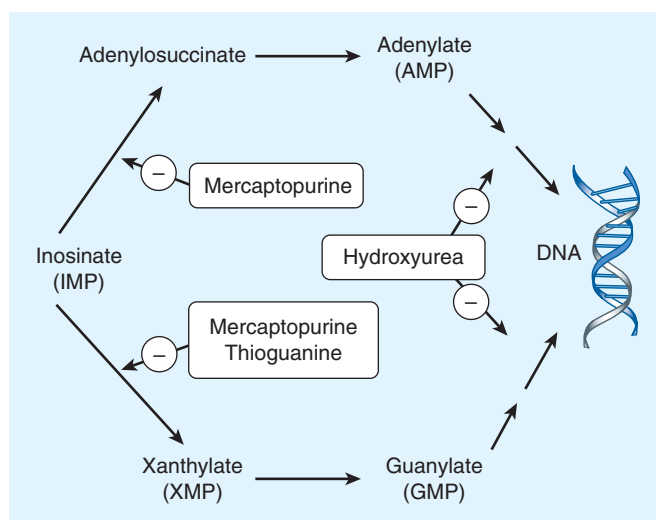 Adenylosuccinate
Adenylate
(AMP)
−
Mercaptopurine
−
Inosinate
(IMP)
Hydroxyurea
DNA
−
Mercaptopurine
Thioguanine
−
Xanthylate
(XMP)
Guanylate
(GMP)